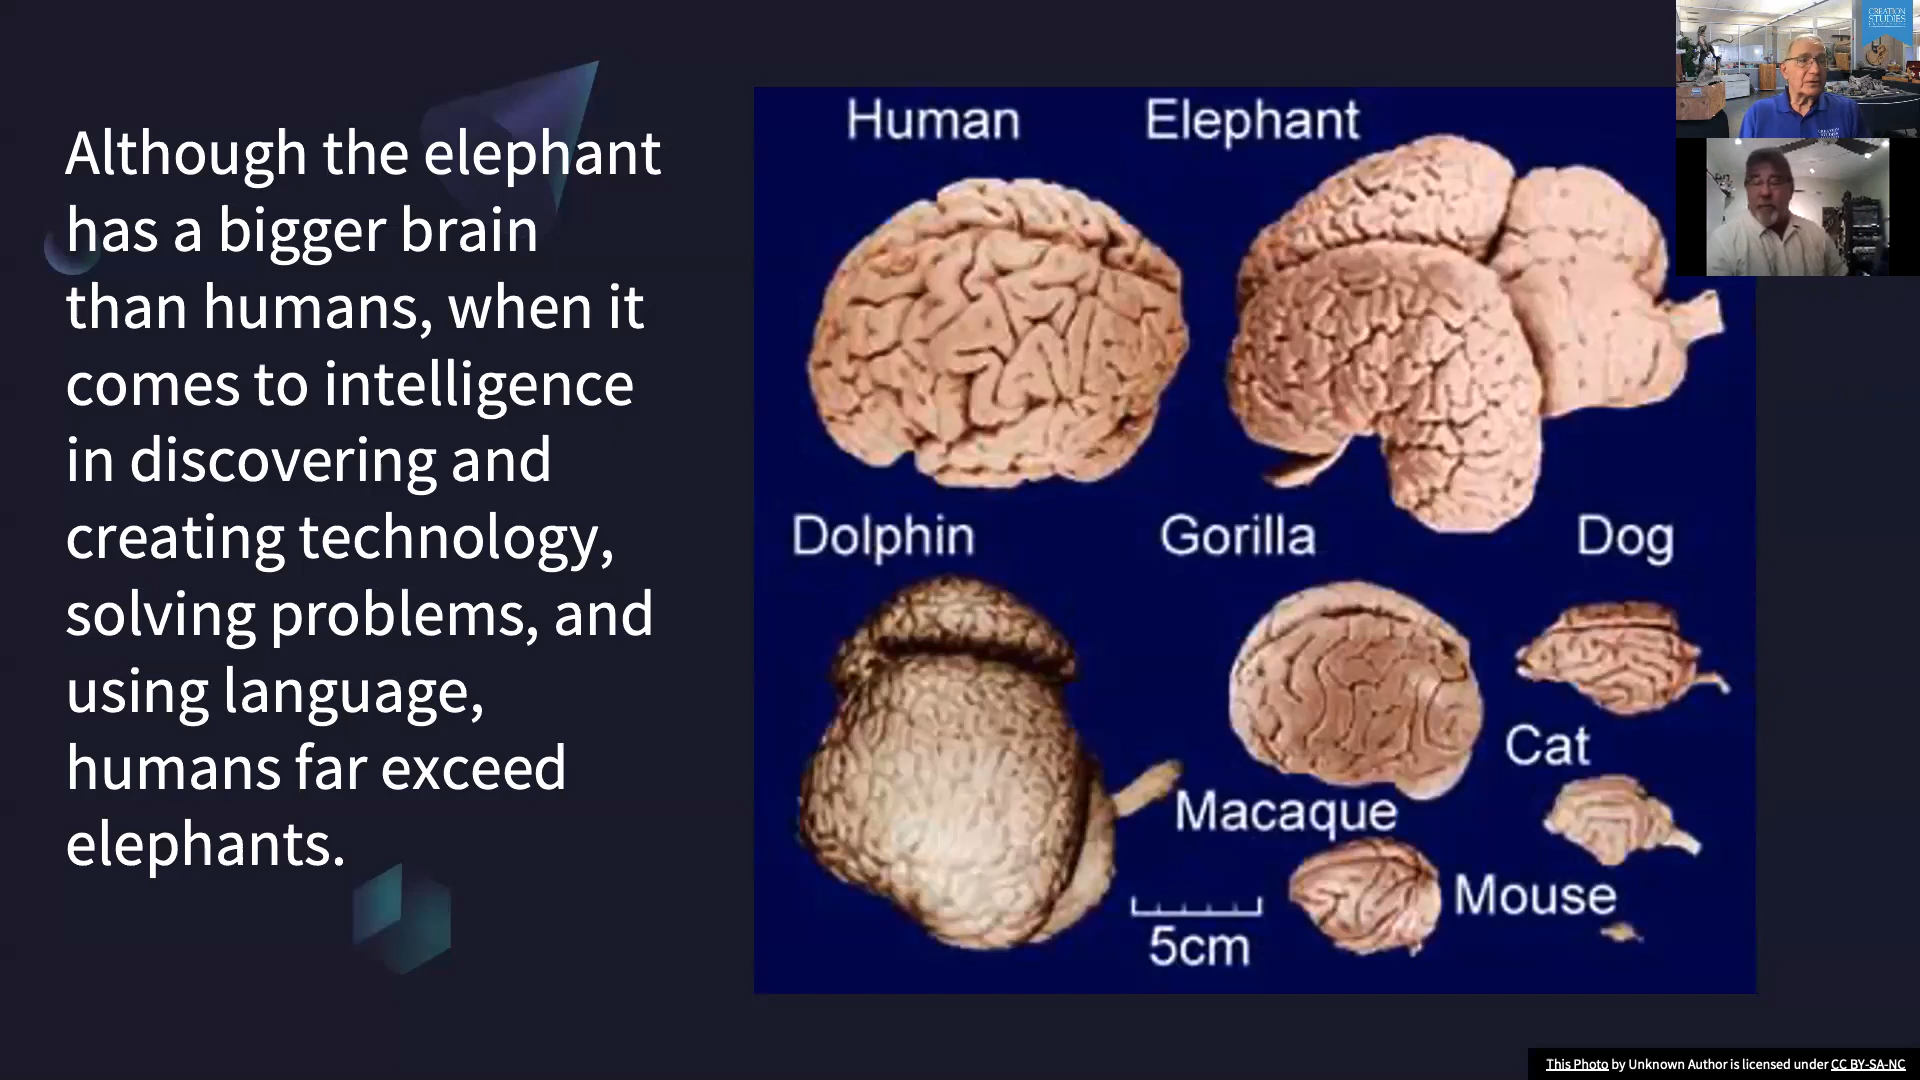 Although the elephant
has a bigger brain
than humans, when it
comes to intelligence
in discovering and
creating technology,
solving problems, and
using language,
humans far exceed
elephants.
Human
Elephant
Dolphin
Gorilla
Dog
Cat
Macaque
Mouse
5cm
CREATION
STUDIES
This Photo by Unknown Author is licensed under CC BY-SA-NC